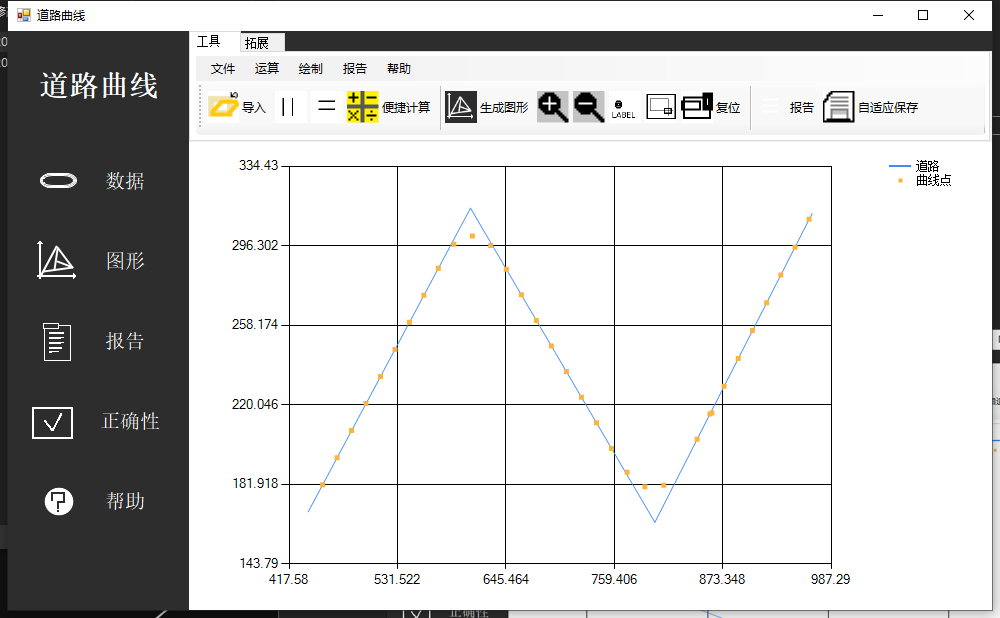 道路曲线
道路曲线
数据
图形
报告
正确性
帮助
工具 拓展
文件 运算 绘制 报告 帮助
导入 便捷计算 生成图形 LABEL 复位 报告 自适应保存
道路
曲线点
334.43
296.302
258.174
220.046
181.918
143.79
417.58 531.522 645.464 759.406 873.348 987.29
正确性